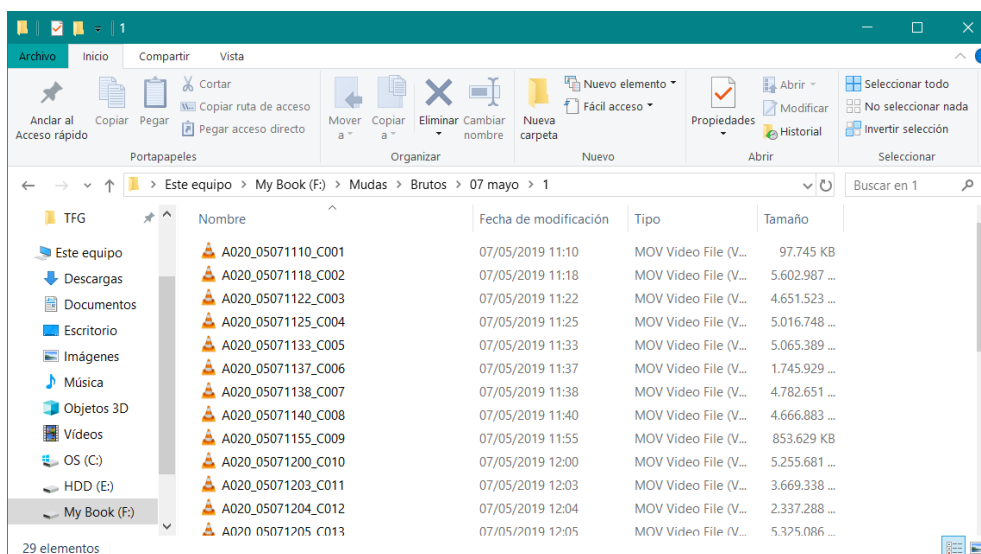 1
Archivo Inicio Compartir Vista
Anclar al Acceso rápido
Copiar
Pegar
Cortar
Copiar ruta de acceso
Pegar acceso directo
Portapapeles
Mover a
Copiar a
Eliminar
Cambiar nombre
Organizar
Nueva carpeta
Nuevo elemento
Fácil acceso
Nuevo
Propiedades
Abrir
Modificar
Historial
Abrir
Seleccionar todo
No seleccionar nada
Invertir selección
Seleccionar
Este equipo > My Book (F:) > Mudas > Brutos > 07 mayo > 1
Buscar en 1
TFG
Este equipo
Descargas
Documentos
Escritorio
Imágenes
Música
Objetos 3D
Vídeos
OS (C:)
HDD (E:)
My Book (F:)
Nombre Fecha de modificación Tipo Tamaño
A020_05071110_C001 07/05/2019 11:10 MOV Video File (V... 97.745 KB
A020_05071118_C002 07/05/2019 11:18 MOV Video File (V... 5.602.987 ...
A020_05071122_C003 07/05/2019 11:22 MOV Video File (V... 4.651.523 ...
A020_05071125_C004 07/05/2019 11:25 MOV Video File (V... 5.016.748 ...
A020_05071133_C005 07/05/2019 11:33 MOV Video File (V... 5.065.389 ...
A020_05071137_C006 07/05/2019 11:37 MOV Video File (V... 1.745.929 ...
A020_05071138_C007 07/05/2019 11:38 MOV Video File (V... 4.782.651 ...
A020_05071140_C008 07/05/2019 11:40 MOV Video File (V... 4.666.883 ...
A020_05071155_C009 07/05/2019 11:55 MOV Video File (V... 853.629 KB
A020_05071200_C010 07/05/2019 12:00 MOV Video File (V... 5.255.681 ...
A020_05071203_C011 07/05/2019 12:03 MOV Video File (V... 3.669.338 ...
A020_05071204_C012 07/05/2019 12:04 MOV Video File (V... 2.337.288 ...
A020_05071205_C013 07/05/2019 12:05 MOV Video File (V... 5.325.086 ...
29 elementos